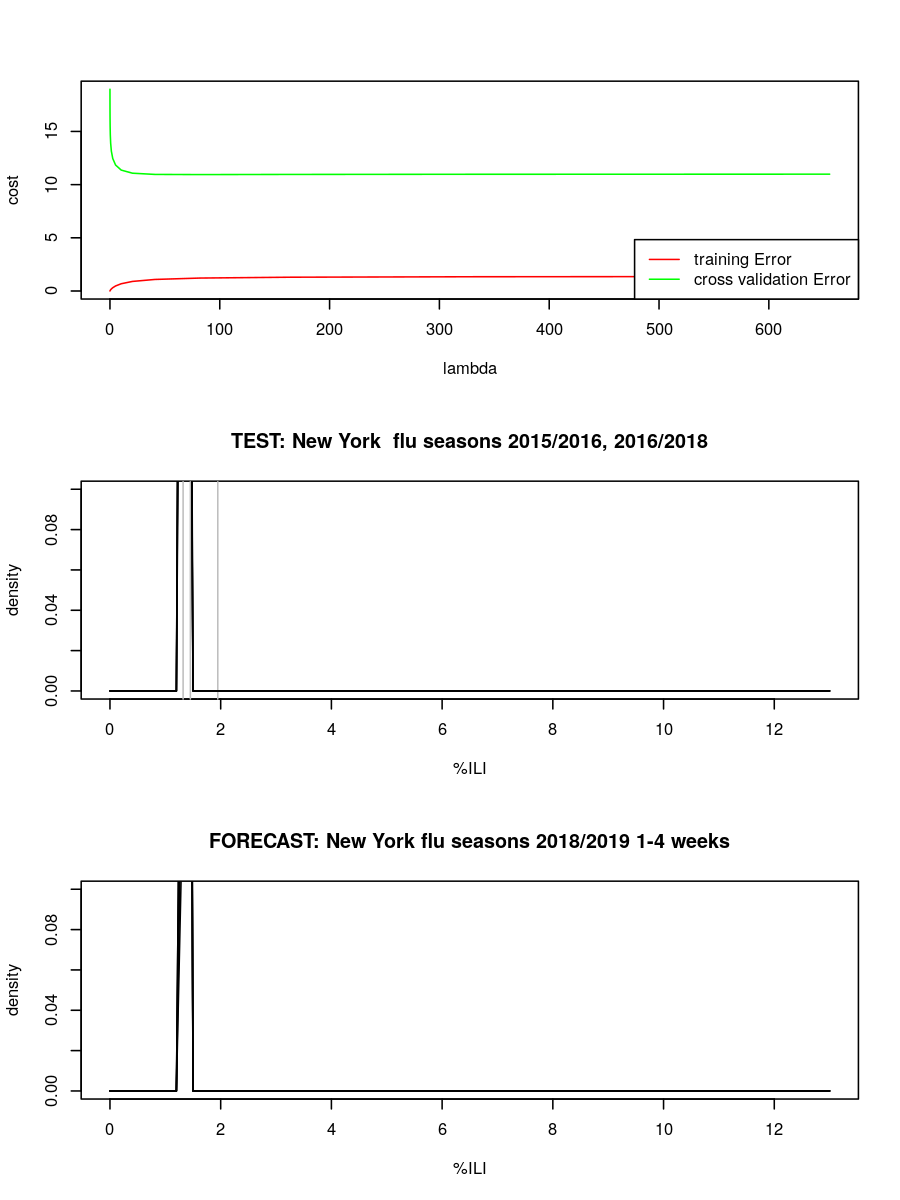 cost
15
10
5
0
training Error
cross validation Error
0 100 200 300 400 500 600
lambda
TEST: New York  flu seasons 2015/2016, 2016/2018
density
0.08
0.04
0.00
0 2 4 6 8 10 12
%ILI
FORECAST: New York flu seasons 2018/2019 1-4 weeks
density
0.08
0.04
0.00
0 2 4 6 8 10 12
%ILI